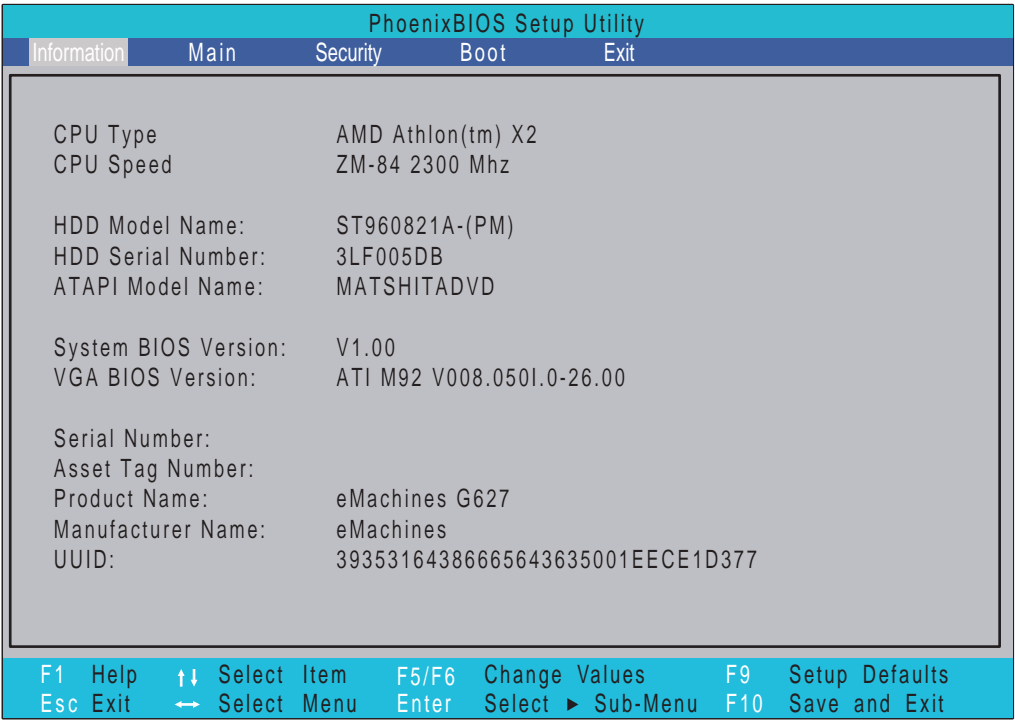 PhoenixBIOS Setup Utility
Information Main Security Boot Exit
CPU Type AMD Athlon(tm) X2
CPU Speed ZM-84 2300 Mhz
HDD Model Name: ST960821A-(PM)
HDD Serial Number: 3LF005DB
ATAPI Model Name: MATSHITADVD
System BIOS Version: V1.00
VGA BIOS Version: ATI M92 V008.050I.0-26.00
Serial Number:
Asset Tag Number:
Product Name: eMachines G627
Manufacturer Name: eMachines
UUID: 39353164386665643635001EECE1D377
F1 Help ↑↓ Select Item F5/F6 Change Values F9 Setup Defaults
Esc Exit ↔ Select Menu Enter Select ► Sub-Menu F10 Save and Exit